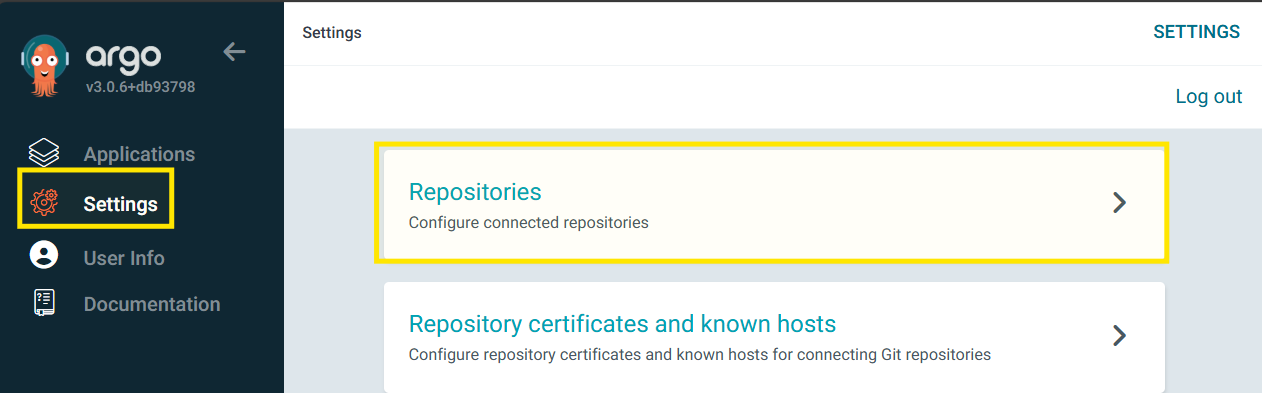 argo
v3.0.6+db93798
Applications
Settings
User Info
Documentation
Settings
SETTINGS
Log out
Repositories
Configure connected repositories
Repository certificates and known hosts
Configure repository certificates and known hosts for connecting Git repositories